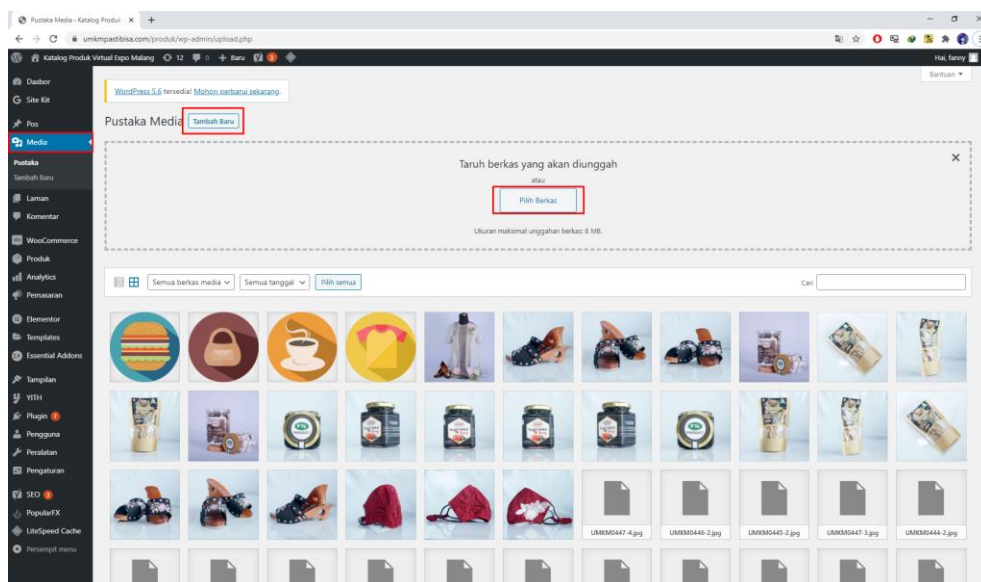 Pustaka Media ‹ Katalog Produk
umkmpastibisa.com/produk/wp-admin/upload.php
Katalog Produk Virtual Expo Malang 12 0 + Baru 3
Hai, fanny
Bantuan
Dasbor
Site Kit
Pos
Media
Pustaka
Tambah Baru
Laman
Komentar
WooCommerce
Produk
Analytics
Pemasaran
Elementor
Templates
Essential Addons
Tampilan
YITH
Plugin 7
Pengguna
Peralatan
Pengaturan
SEO 3
PopularFX
LiteSpeed Cache
Persempit menu
WordPress 5.6 tersedia! Mohon perbarui sekarang.
Pustaka Media Tambah Baru
Taruh berkas yang akan diunggah
atau
Pilih Berkas
Ukuran maksimal unggahan berkas: 8 MB.
Semua berkas media Semua tanggal Pilih semua
Cari
UMKM0447-4.jpg UMKM0446-2.jpg UMKM0445-2.jpg UMKM0447-3.jpg UMKM0444-2.jpg